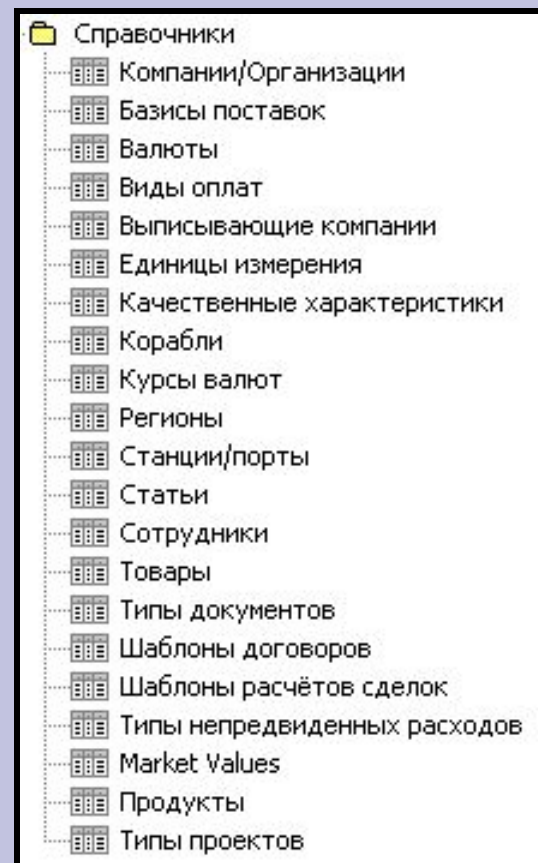 Справочники
Компании/Организации
Базисы поставок
Валюты
Виды оплат
Выписывающие компании
Единицы измерения
Качественные характеристики
Корабли
Курсы валют
Регионы
Станции/порты
Статьи
Сотрудники
Товары
Типы документов
Шаблоны договоров
Шаблоны расчётов сделок
Типы непредвиденных расходов
Market Values
Продукты
Типы проектов